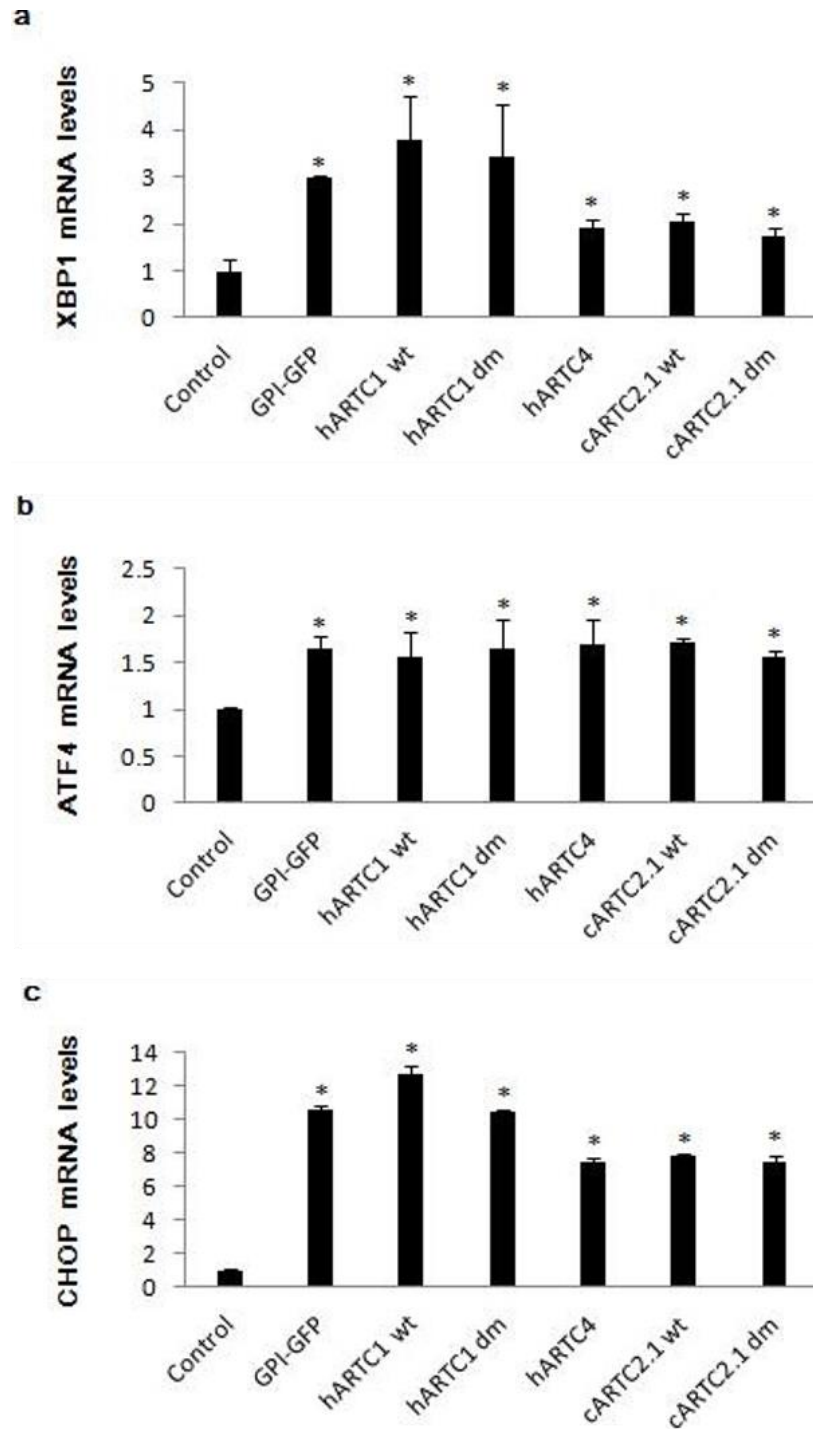 a
XBP1 mRNA levels
5
4
3
2
1
0
* * * * * *
Control
GPI-GFP
hARTC1 wt
hARTC1 dm
hARTC4
cARTC2.1 wt
cARTC2.1 dm
b
ATF4 mRNA levels
2.5
2
1.5
1
0.5
0
* * * * * *
Control
GPI-GFP
hARTC1 wt
hARTC1 dm
hARTC4
cARTC2.1 wt
cARTC2.1 dm
c
CHOP mRNA levels
14
12
10
8
6
4
2
0
* * * * * *
Control
GPI-GFP
hARTC1 wt
hARTC1 dm
hARTC4
cARTC2.1 wt
cARTC2.1 dm